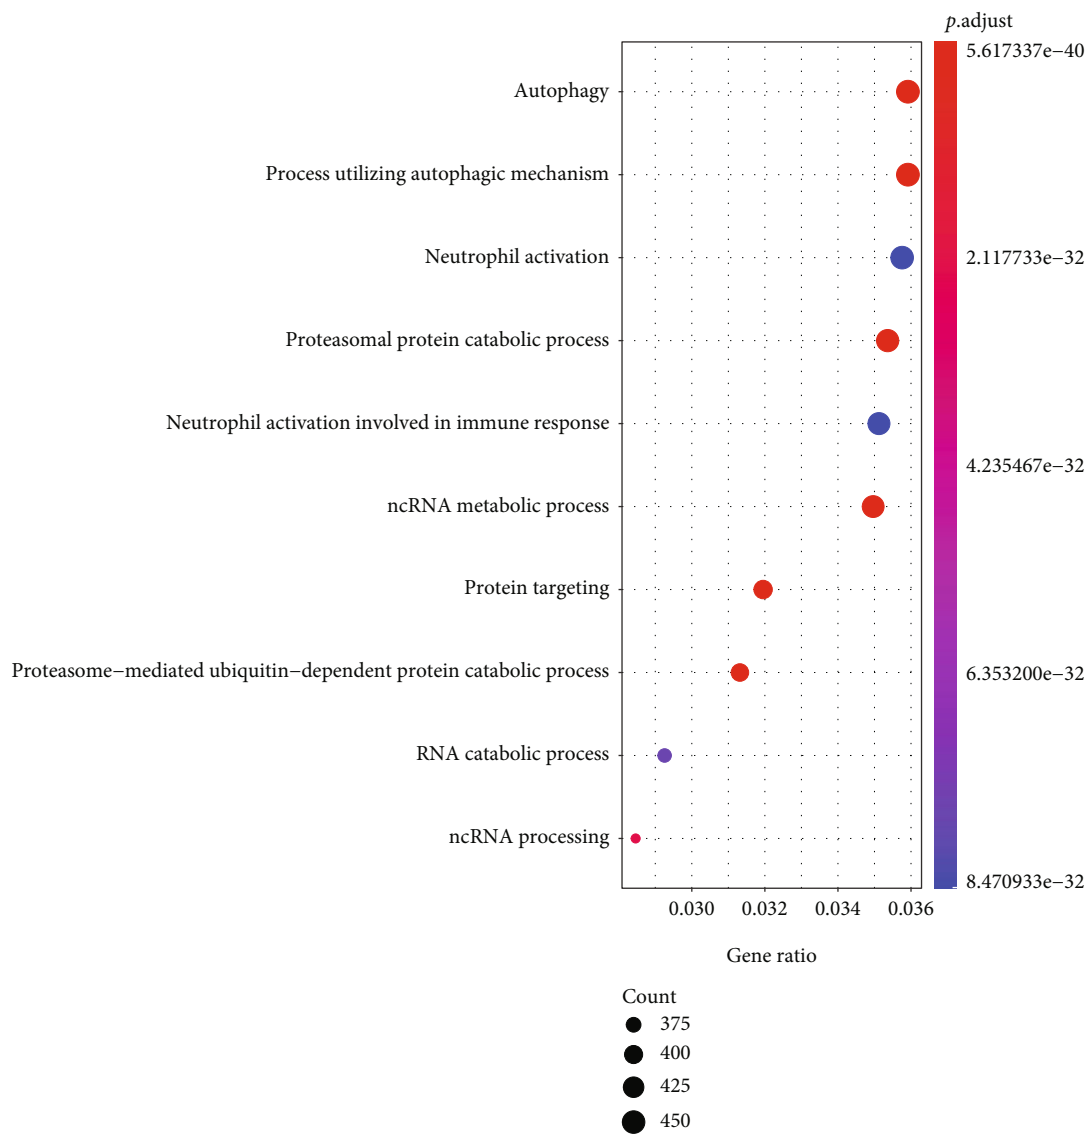 p.adjust
5.617337e−40
Autophagy
Process utilizing autophagic mechanism
Neutrophil activation
2.117733e−32
Proteasomal protein catabolic process
Neutrophil activation involved in immune response
4.235467e−32
ncRNA metabolic process
Protein targeting
Proteasome−mediated ubiquitin−dependent protein catabolic process
6.353200e−32
RNA catabolic process
ncRNA processing
8.470933e−32
0.030 0.032 0.034 0.036
Gene ratio
Count
375
400
425
450